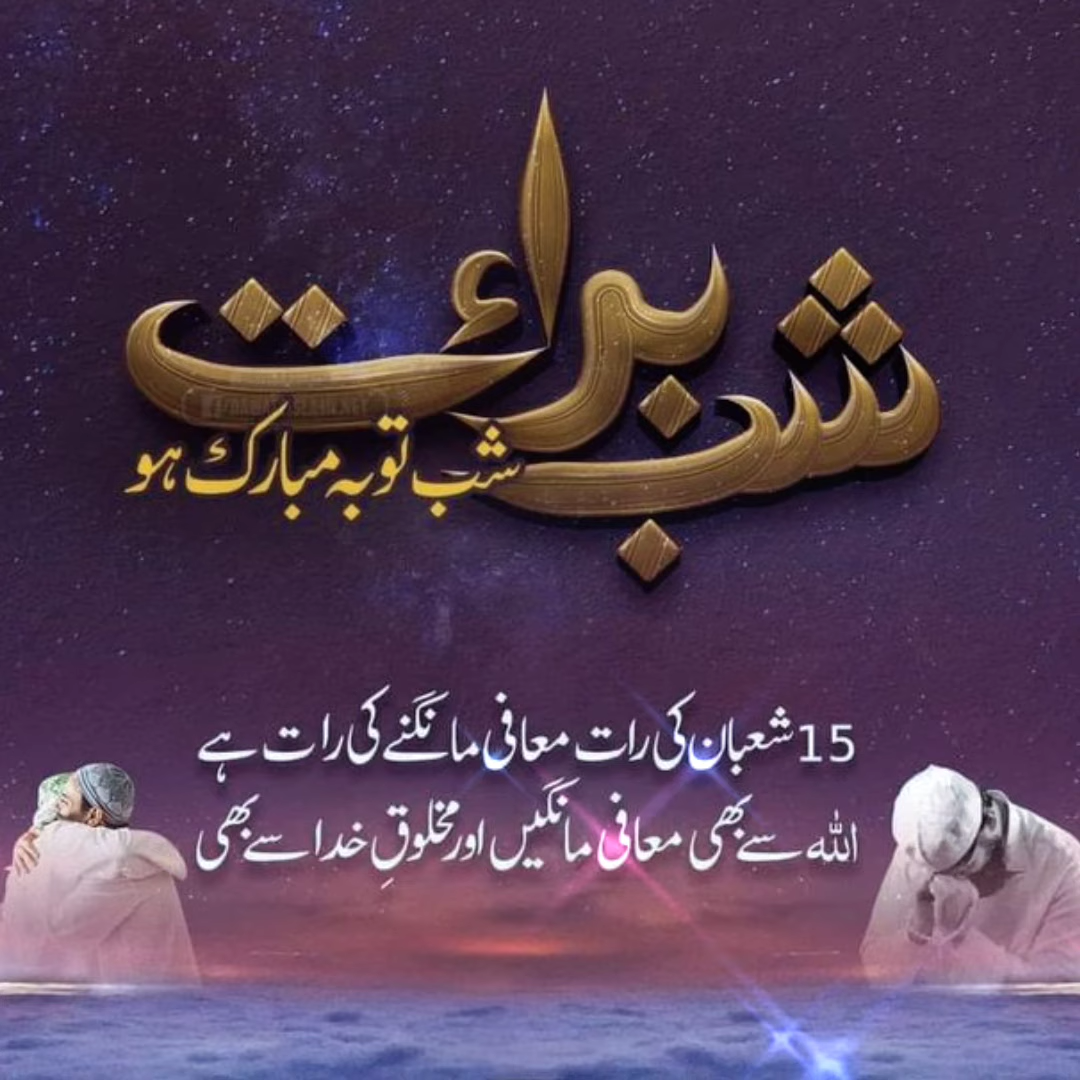 شب برائت
شب توبہ مبارک ہو
15 شعبان کی رات معافی مانگنے کی رات ہے
اللہ سے بھی معافی مانگیں اور مخلوقِ خدا سے بھی